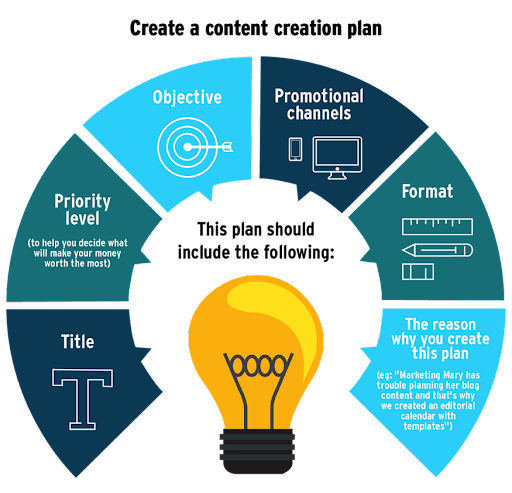 Create a content creation plan
Objective
Promotional
channels
Priority
level
(to help you decide what
will make your money
worth the most)
Format
This plan should
include the following:
Title
T
The reason
why you create
this plan
(eg: "Marketing Mary has
trouble planning her blog
content and that's why
we created an editorial
calendar with
templates")